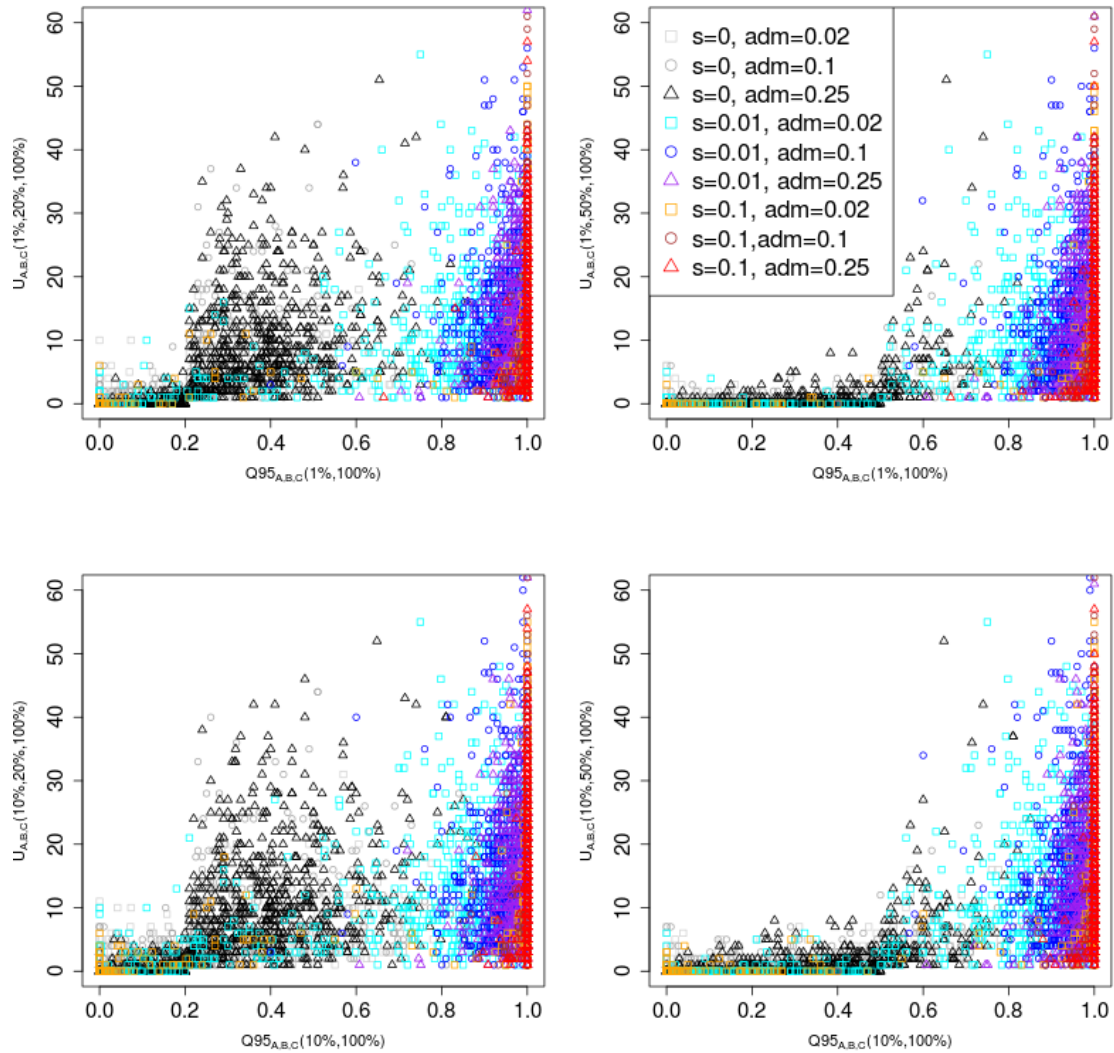 60
50
40
30
20
10
0
U_A,B,C(1%,20%,100%)
0.0 0.2 0.4 0.6 0.8 1.0
Q95_A,B,C(1%,100%)
60
50
40
30
20
10
0
U_A,B,C(1%,50%,100%)
s=0, adm=0.02
s=0, adm=0.1
s=0, adm=0.25
s=0.01, adm=0.02
s=0.01, adm=0.1
s=0.01, adm=0.25
s=0.1, adm=0.02
s=0.1,adm=0.1
s=0.1, adm=0.25
0.0 0.2 0.4 0.6 0.8 1.0
Q95_A,B,C(1%,100%)
60
50
40
30
20
10
0
U_A,B,C(10%,20%,100%)
0.0 0.2 0.4 0.6 0.8 1.0
Q95_A,B,C(10%,100%)
60
50
40
30
20
10
0
U_A,B,C(10%,50%,100%)
0.0 0.2 0.4 0.6 0.8 1.0
Q95_A,B,C(10%,100%)